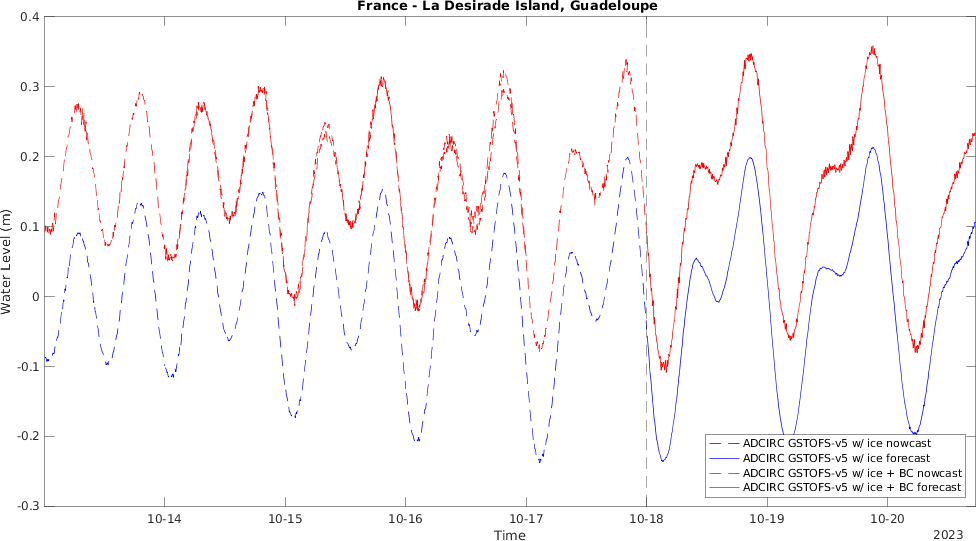 France - La Desirade Island, Guadeloupe
0.4
0.3
0.2
0.1
0
-0.1
-0.2
-0.3
Water Level (m)
ADCIRC GSTOFS-v5 w/ ice nowcast
ADCIRC GSTOFS-v5 w/ ice forecast
ADCIRC GSTOFS-v5 w/ ice + BC nowcast
ADCIRC GSTOFS-v5 w/ ice + BC forecast
10-14 10-15 10-16 10-17 10-18 10-19 10-20
Time
2023